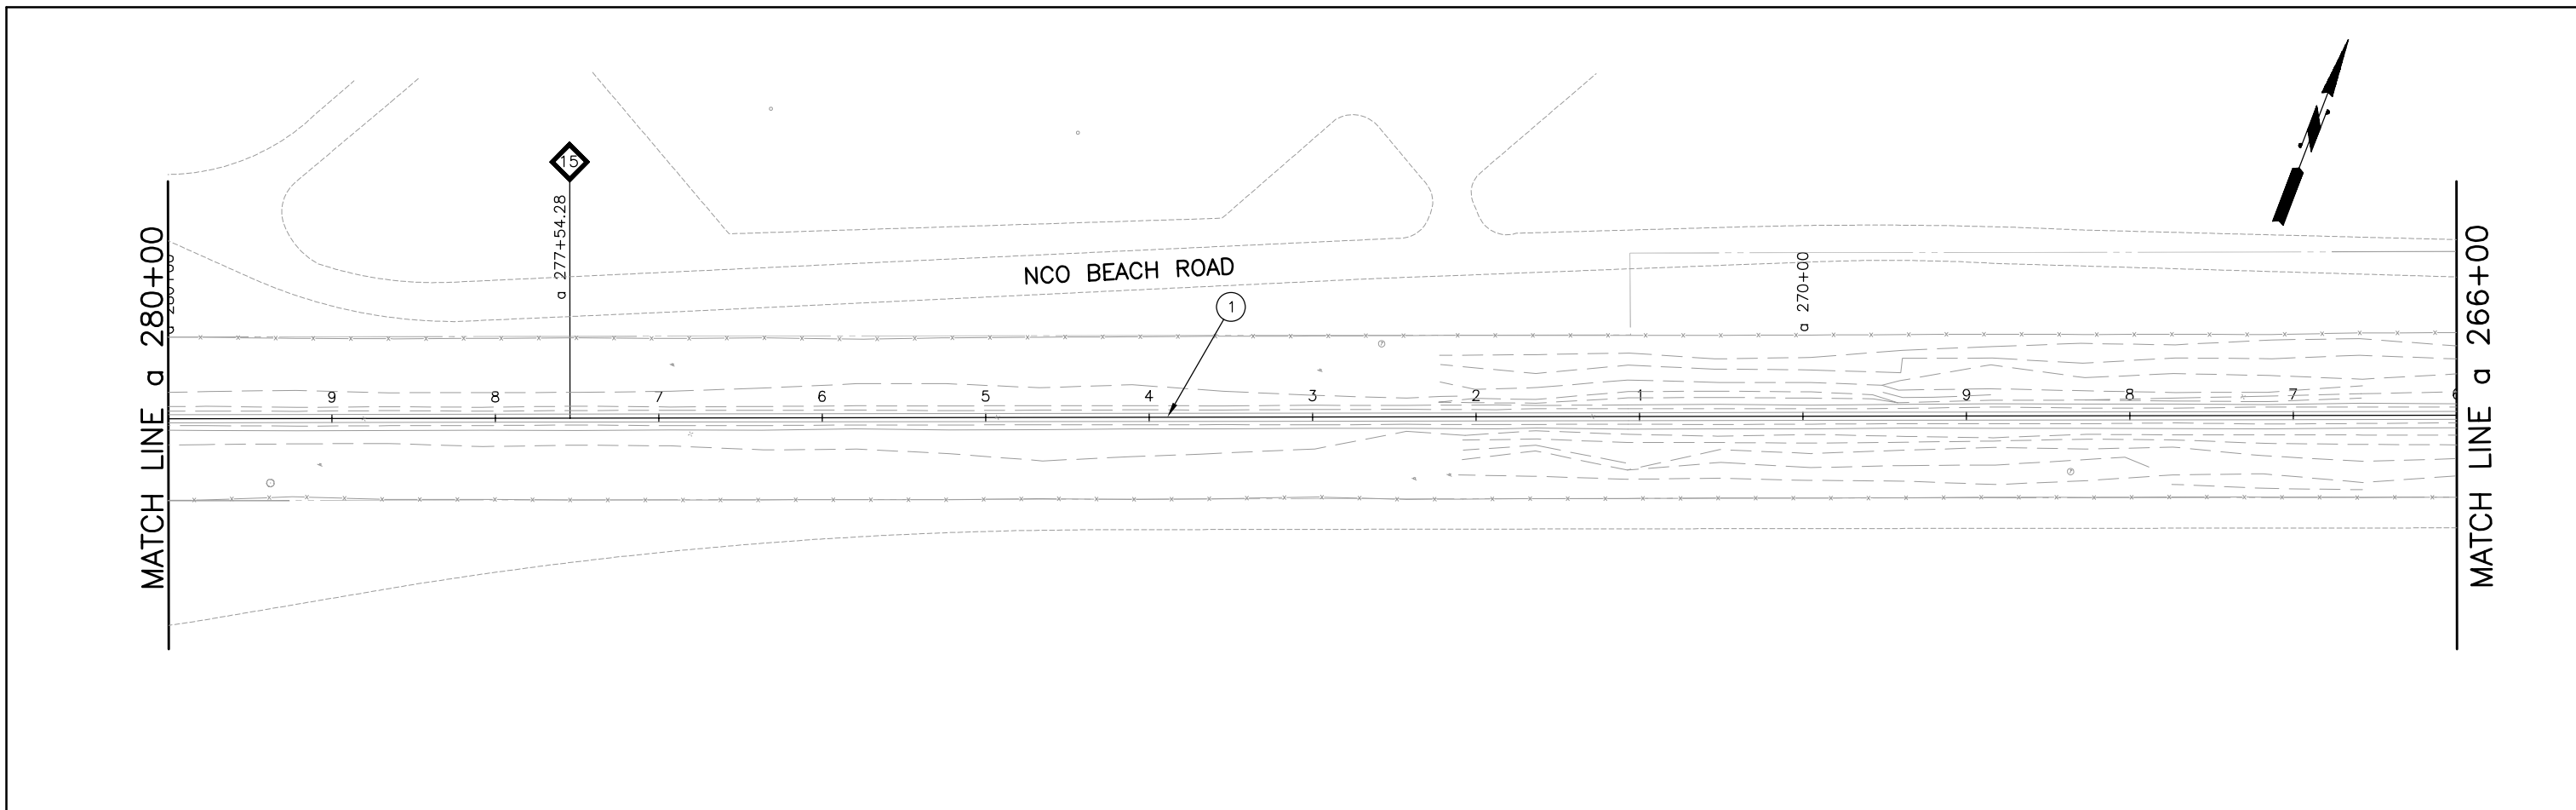 15
a 277+54.28
MATCH LINE a 280+00
NCO BEACH ROAD
1
a 270+00
MATCH LINE a 266+00
9 8 7 6 5 4 3 2 1 9 8 7 6